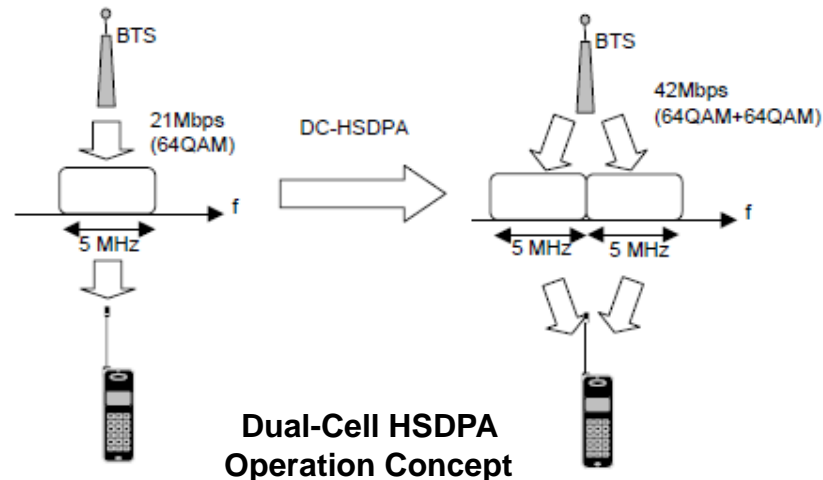 BTS
21Mbps
(64QAM)
f
5 MHz
DC-HSDPA
BTS
42Mbps
(64QAM+64QAM)
f
5 MHz
5 MHz
Dual-Cell HSDPA
Operation Concept